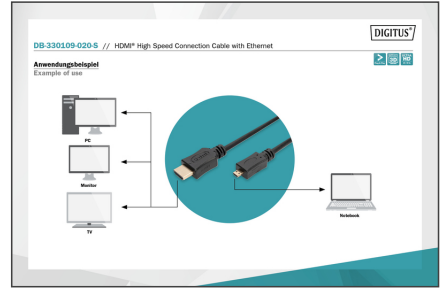 DIGITUS®
DB-330109-020-S // HDMI® High Speed Connection Cable with Ethernet
Anwendungsbeispiel
Example of use
PC
Monitor
TV
Notebook